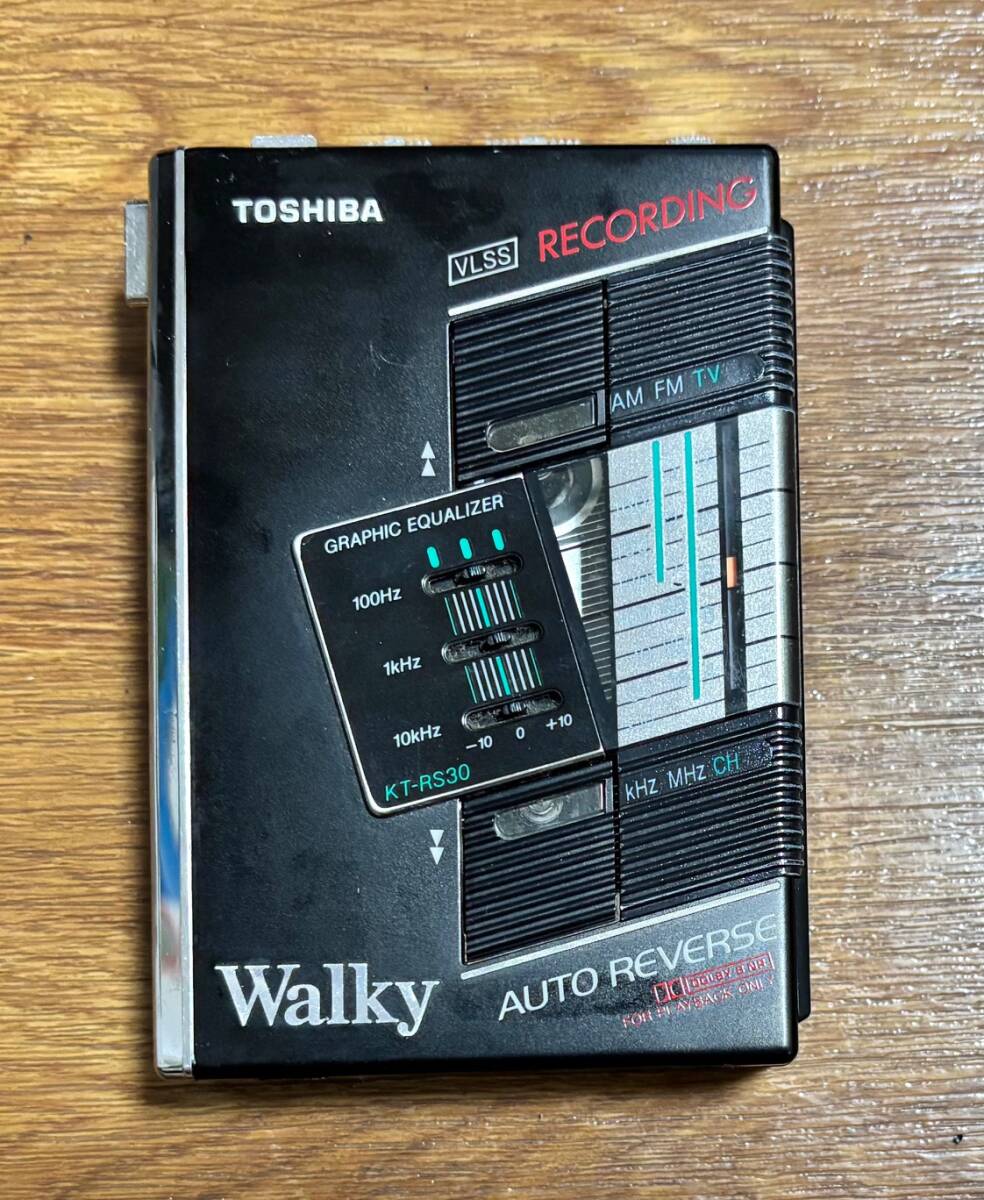 TOSHIBA
VLSS RECORDING
AM FM TV
GRAPHIC EQUALIZER
100Hz
1kHz
10kHz
-10 0 +10
KT-RS30
kHz MHz CH
Walky
AUTO REVERSE
DOLBY B NR
FOR PLAYBACK ONLY